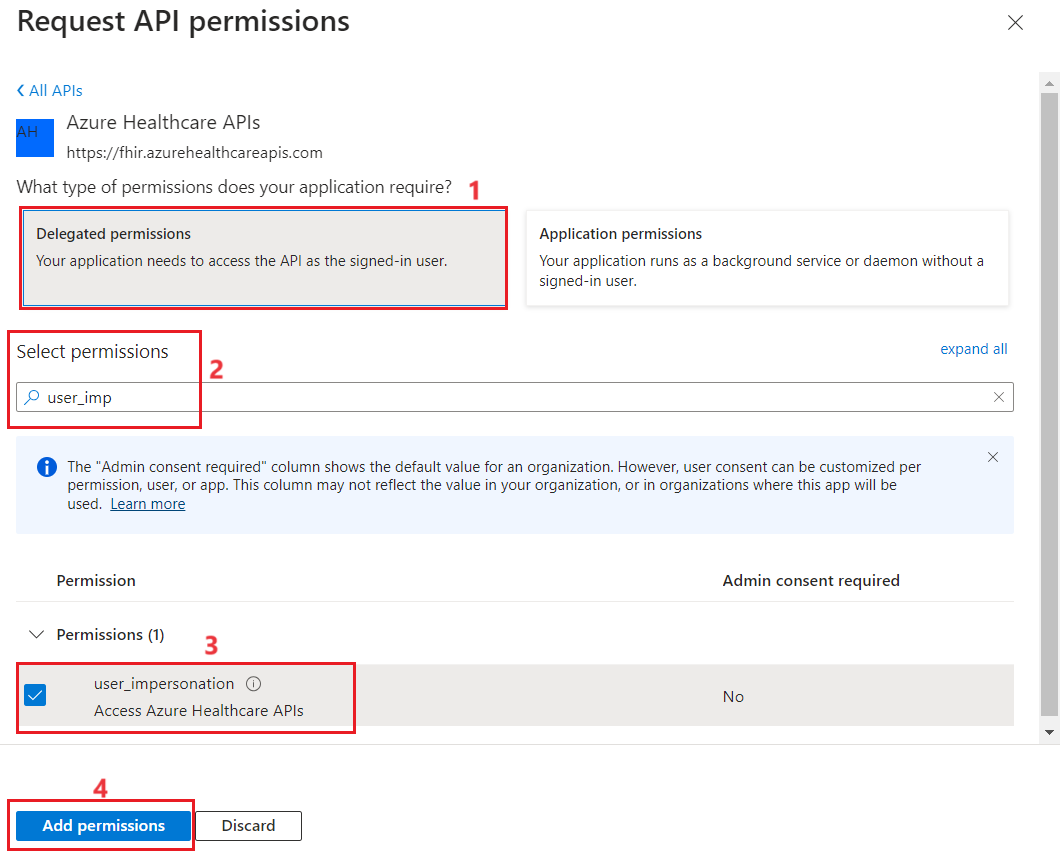 Request API permissions
All APIs
AH
Azure Healthcare APIs
https://fhir.azurehealthcareapis.com
What type of permissions does your application require?
1
Delegated permissions
Your application needs to access the API as the signed-in user.
Application permissions
Your application runs as a background service or daemon without a
signed-in user.
Select permissions
2
expand all
user_imp
The "Admin consent required" column shows the default value for an organization. However, user consent can be customized per
permission, user, or app. This column may not reflect the value in your organization, or in organizations where this app will be
used. Learn more
Permission
Admin consent required
Permissions (1)
3
user_impersonation
Access Azure Healthcare APIs
No
4
Add permissions
Discard